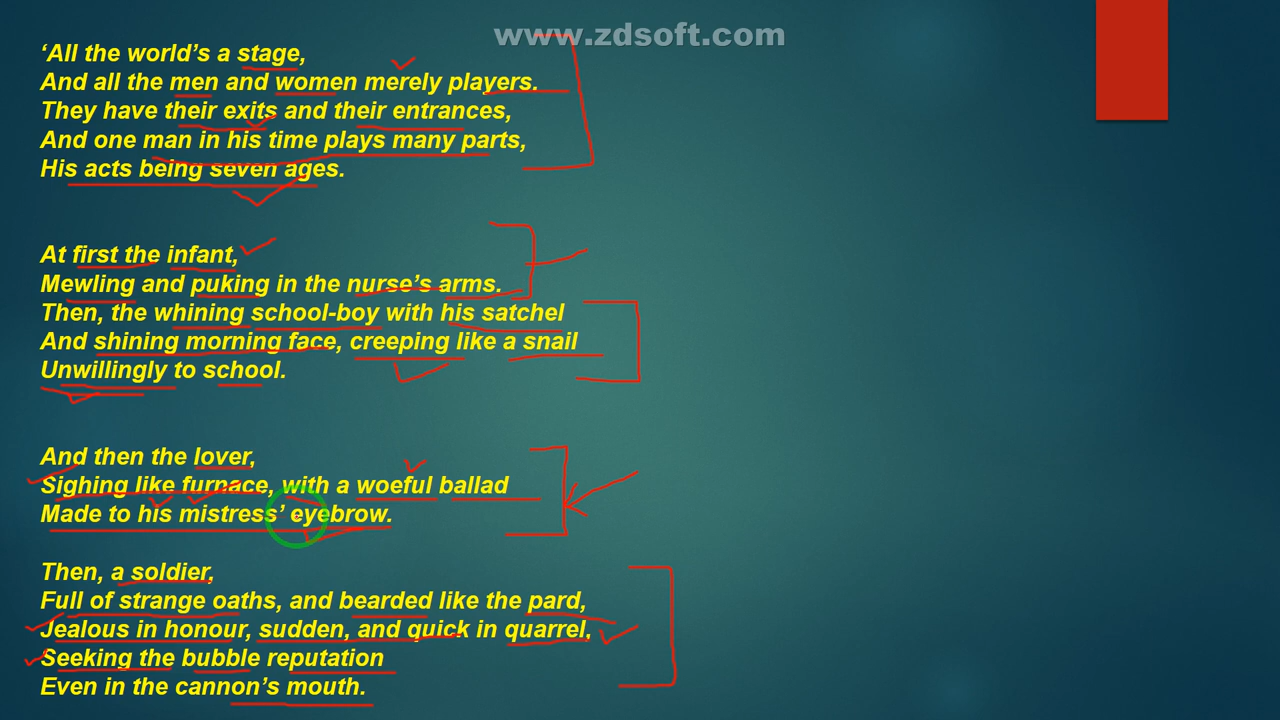 www.zdsoft.com
‘All the world’s a stage,
And all the men and women merely players.
They have their exits and their entrances,
And one man in his time plays many parts,
His acts being seven ages.
At first the infant,
Mewling and puking in the nurse’s arms.
Then, the whining school-boy with his satchel
And shining morning face, creeping like a snail
Unwillingly to school.
And then the lover,
Sighing like furnace, with a woeful ballad
Made to his mistress’ eyebrow.
Then, a soldier,
Full of strange oaths, and bearded like the pard,
Jealous in honour, sudden, and quick in quarrel,
Seeking the bubble reputation
Even in the cannon’s mouth.